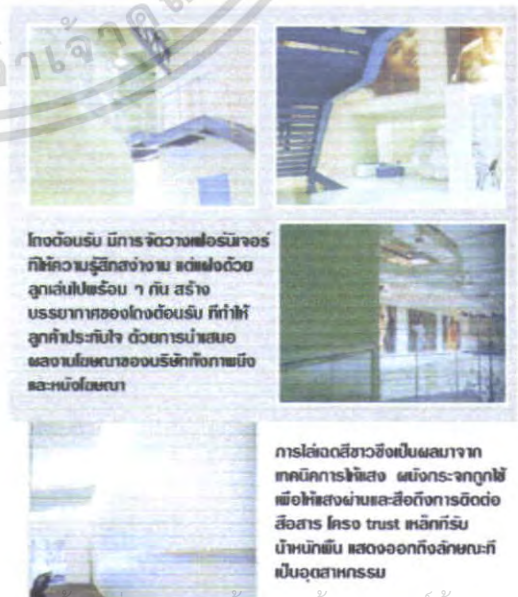 โถงต้อนรับ มีการจัดวางเฟอร์นิเจอร์
ที่ให้ความรู้สึกสง่างาม แต่แฝงด้วย
ลูกเล่นไปพร้อม ๆ กัน สร้าง
บรรยากาศของโถงต้อนรับ ที่ทำให้
ลูกค้าประทับใจ ด้วยการนำเสนอ
ผลงานโฆษณาของบริษัททั้งภาพนิ่ง
และหนังโฆษณา
การไล่เฉดสีขาวซึ่งเป็นผลมาจาก
เทคนิคการให้แสง ผนังกระจกถูกใช้
เพื่อให้แสงผ่านและสื่อถึงการติดต่อ
สื่อสาร โครง trust เหล็กที่รับ
น้ำหนักพื้น แสดงออกถึงลักษณะที่
เป็นอุตสาหกรรม